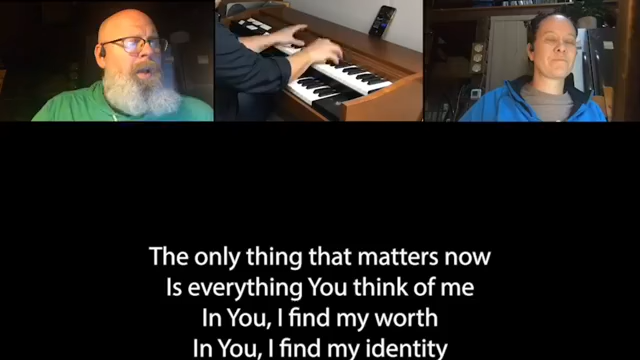 The only thing that matters now
Is everything You think of me
In You, I find my worth
In You, I find my identity